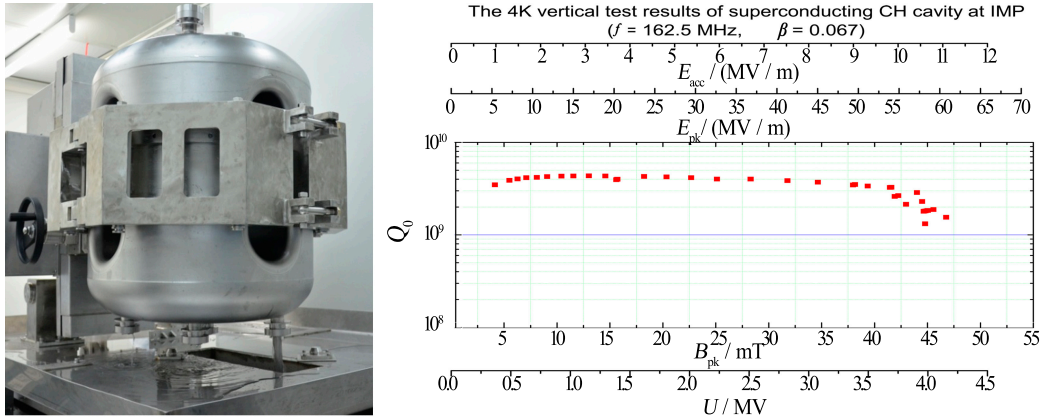 The 4K vertical test results of superconducting CH cavity at IMP
(f = 162.5 MHz, β = 0.067)
0 1 2 3 4 5 6 7 8 9 10 11 12
E_acc / (MV / m)
0 5 10 15 20 25 30 35 40 45 50 55 60 65 70
E_pk / (MV / m)
10^10
Q_0
10^9
10^8
5 10 15 20 25 30 35 40 45 50 55
B_pk / mT
0.0 0.5 1.0 1.5 2.0 2.5 3.0 3.5 4.0 4.5
U / MV